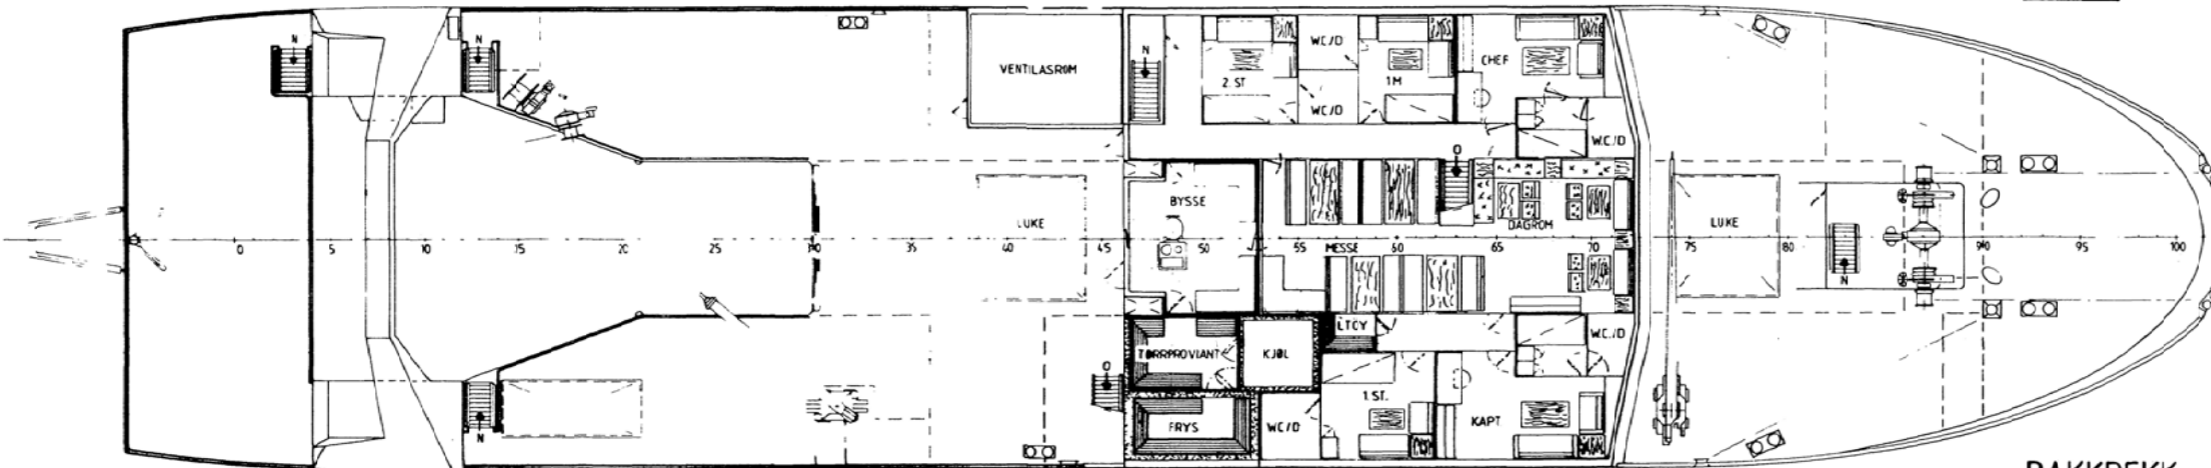 N
N
VENTILASRØM
N
2. ST
WC/D
WC/D
1 M
CHEF
WC/D
BYSSE
O
DAGROM
MESSE
LUKE
LUKE
0 5 10 15 20 25 30 35 40 45 50 55 60 65 70 75 80 90 95 100
N
TØRRPROVIANT
KJØL
LTOY
WC/D
O
N
FRYS
WC/D
1. ST.
KAPT